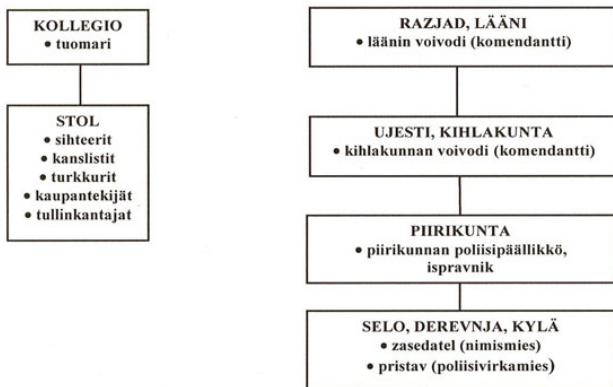 KOLLEGIO
• tuomari
STOL
• sihteerit
• kanslistit
• turkkurit
• kaupantekijät
• tullinkantajat
RAZJAD, LÄÄNI
• läänin voivodi (komendantti)
UJESTI, KIHLAKUNTA
• kihlakunnan voivodi (komendantti)
PIIRIKUNTA
• piirikunnan poliisipäällikkö,
ispravnik
SELO, DEREVNJA, KYLÄ
• zasedatel (nimismies)
• pristav (poliisivirkamies)